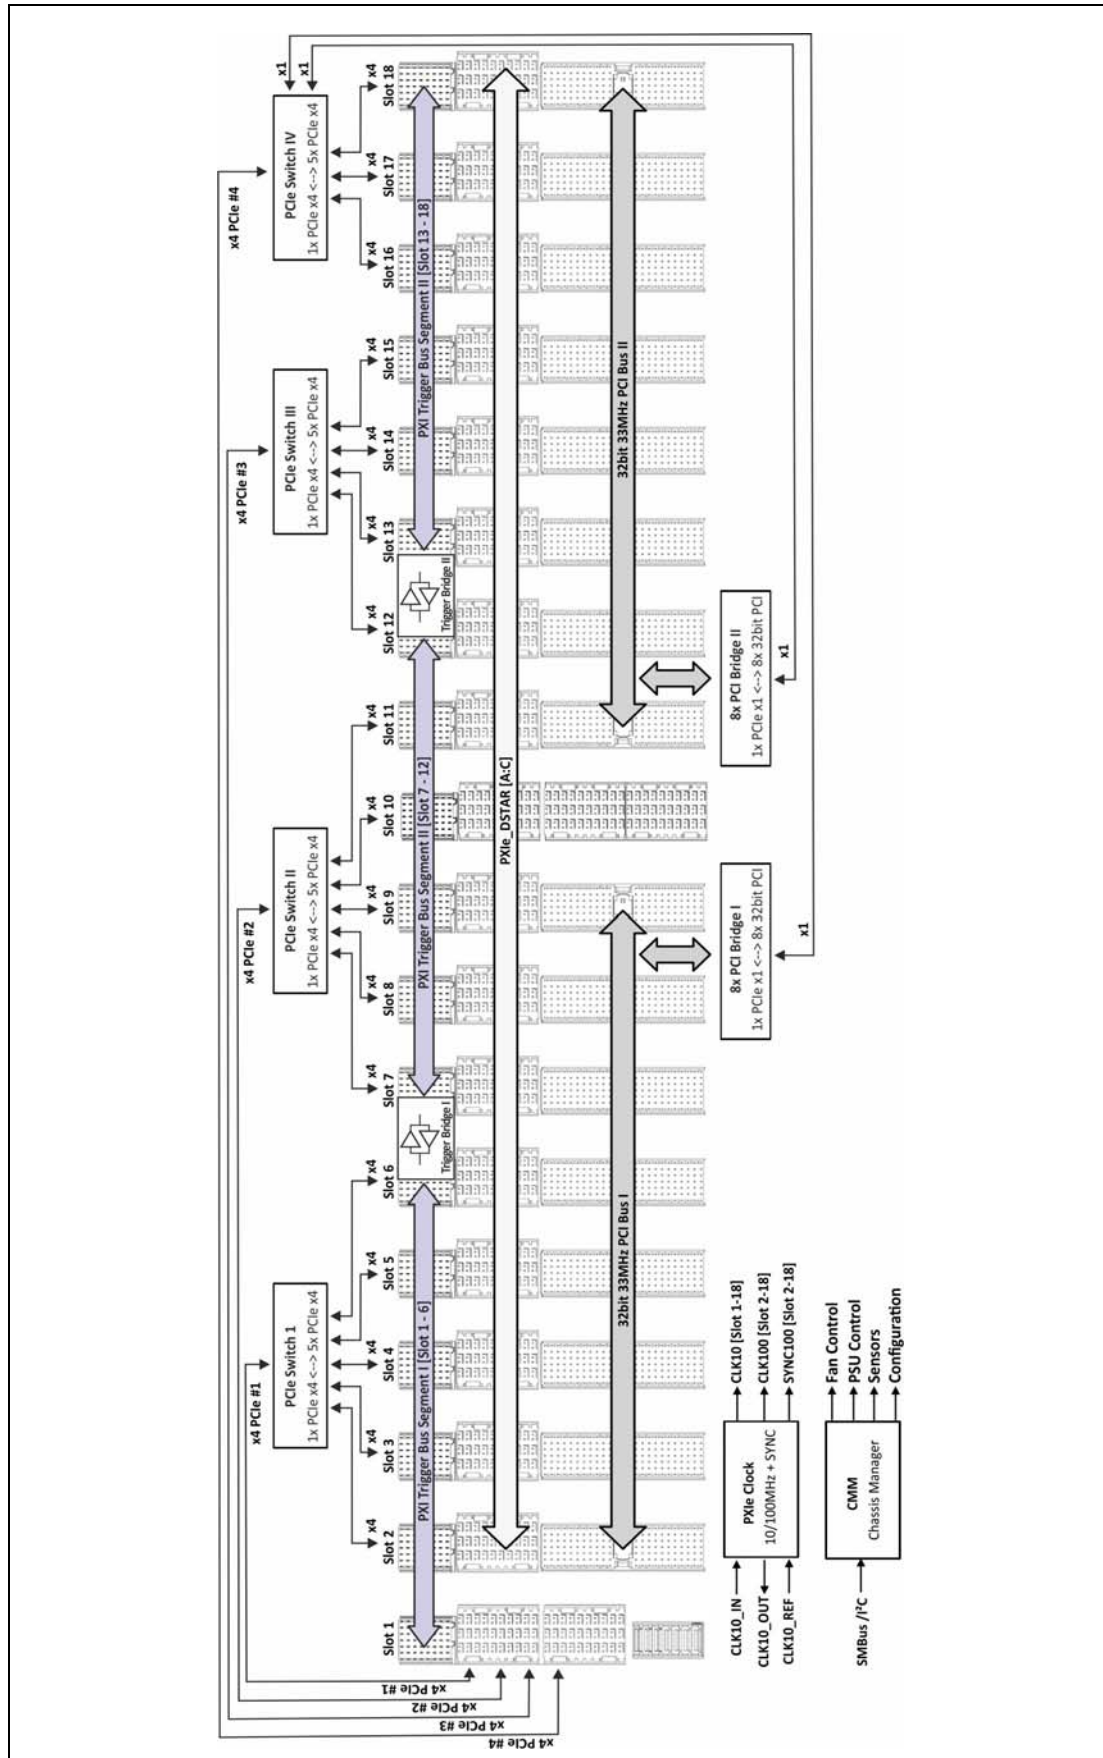 x4 PCIe #1
x4 PCIe #2
x4 PCIe #3
x4 PCIe #4
PCIe Switch 1
1x PCIe x4 <--> 5x PCIe x4
PCIe Switch II
1x PCIe x4 <--> 5x PCIe x4
PCIe Switch III
1x PCIe x4 <--> 5x PCIe x4
PCIe Switch IV
1x PCIe x4 <--> 5x PCIe x4
x1
x1
x4 PCIe #1
x4 PCIe #2
x4 PCIe #3
x4 PCIe #4
Slot 1
x4
Slot 2
x4
Slot 3
x4
Slot 4
x4
Slot 5
x4
Slot 6
x4
Slot 7
x4
Slot 8
x4
Slot 9
x4
Slot 10
x4
Slot 11
x4
Slot 12
x4
Slot 13
x4
Slot 14
x4
Slot 15
x4
Slot 16
x4
Slot 17
x4
Slot 18
PXI Trigger Bus Segment I [Slot 1 - 6]
Trigger Bridge I
PXI Trigger Bus Segment II [Slot 7 - 12]
Trigger Bridge II
PXI Trigger Bus Segment II [Slot 13 - 18]
PXIe_DSTAR [A:C]
32bit 33MHz PCI Bus I
32bit 33MHz PCI Bus II
8x PCI Bridge I
1x PCIe x1 <--> 8x 32bit PCI
x1
8x PCI Bridge II
1x PCIe x1 <--> 8x 32bit PCI
x1
CLK10_IN
CLK10_OUT
CLK10_REF
PXIe Clock
10/100MHz + SYNC
CLK10 [Slot 1-18]
CLK100 [Slot 2-18]
SYNC100 [Slot 2-18]
SMBus /I²C
CMM
Chassis Manager
Fan Control
PSU Control
Sensors
Configuration